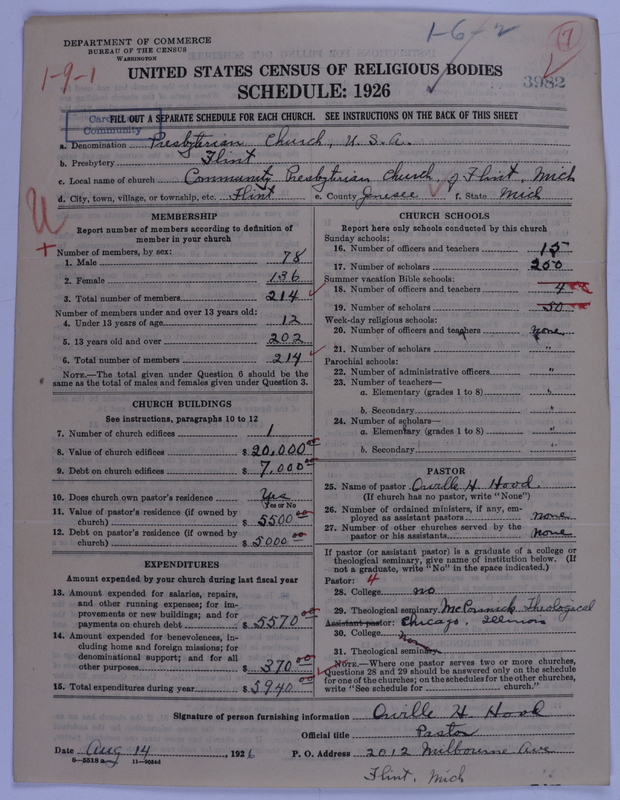 DEPARTMENT OF COMMERCE
BUREAU OF THE CENSUS
WASHINGTON
1-9-1
1-6-2
17
UNITED STATES CENSUS OF RELIGIOUS BODIES
3982
SCHEDULE: 1926
Card
Community
FILL OUT A SEPARATE SCHEDULE FOR EACH CHURCH. SEE INSTRUCTIONS ON THE BACK OF THIS SHEET
a. Denomination Presbyterian Church, U.S.A.
b. Presbytery Flint
c. Local name of church Community Presbyterian Church of Flint, Mich
d. City, town, village, or township, etc. Flint e. County Genesee f. State Mich
U
MEMBERSHIP
Report number of members according to definition of
member in your church
Number of members, by sex:
1. Male 78
2. Female 136
3. Total number of members 214
Number of members under and over 13 years old:
4. Under 13 years of age 12
5. 13 years old and over 202
6. Total number of members 214
NOTE.—The total given under Question 6 should be the
same as the total of males and females given under Question 3.
CHURCH BUILDINGS
See instructions, paragraphs 10 to 12
7. Number of church edifices 1
8. Value of church edifices $20,000 00
9. Debt on church edifices $7,000 00
10. Does church own pastor's residence Yes
Yes or No
11. Value of pastor's residence (if owned by
church) $5500 00
12. Debt on pastor's residence (if owned by
church) $5000 00
EXPENDITURES
Amount expended by your church during last fiscal year
13. Amount expended for salaries, repairs,
and other running expenses; for im-
provements or new buildings; and for
payments on church debt $5570 00
14. Amount expended for benevolences, in-
cluding home and foreign missions; for
denominational support; and for all
other purposes $370 00
15. Total expenditures during year $5940 00
CHURCH SCHOOLS
Report here only schools conducted by this church
Sunday schools:
16. Number of officers and teachers 15
17. Number of scholars 250
Summer vacation Bible schools:
18. Number of officers and teachers 4
19. Number of scholars 50
Week-day religious schools:
20. Number of officers and teachers none
21. Number of scholars "
Parochial schools:
22. Number of administrative officers "
23. Number of teachers—
a. Elementary (grades 1 to 8) "
b. Secondary "
24. Number of scholars—
a. Elementary (grades 1 to 8) "
b. Secondary "
PASTOR
25. Name of pastor Orville H. Hood.
(If church has no pastor, write "None")
26. Number of ordained ministers, if any, em-
ployed as assistant pastors none
27. Number of other churches served by the
pastor or his assistants none
If pastor (or assistant pastor) is a graduate of a college or
theological seminary, give name of institution below. (If
not a graduate, write "No" in the space indicated.)
Pastor: 4
28. College no
29. Theological seminary McCormick Theological
Assistant pastor: Chicago, Illinois
30. College none
31. Theological seminary
NOTE.—Where one pastor serves two or more churches,
Questions 28 and 29 should be answered only on the schedule
for one of the churches; on the schedules for the other churches,
write "See schedule for church."
Signature of person furnishing information Orville H Hood
Official title Pastor
Date Aug 14 1926 P. O. Address 2012 Milbourne Ave
Flint, Mich